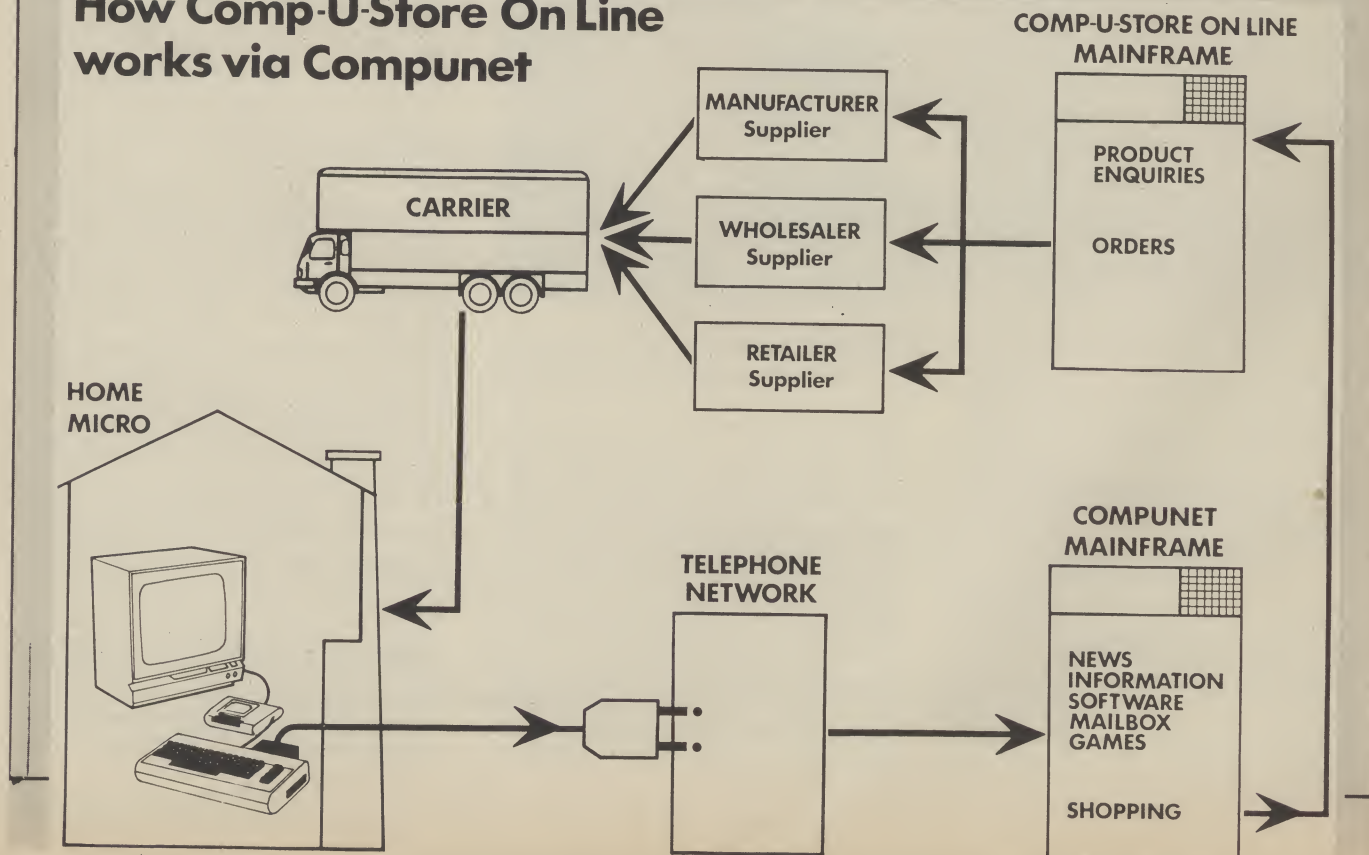 How Comp-U-Store On Line
works via Compunet
COMP-U-STORE ON LINE
MAINFRAME
MANUFACTURER
Supplier
PRODUCT
ENQUIRIES
CARRIER
WHOLESALER
Supplier
ORDERS
RETAILER
Supplier
HOME
MICRO
TELEPHONE
NETWORK
COMPUNET
MAINFRAME
NEWS
INFORMATION
SOFTWARE
MAILBOX
GAMES
SHOPPING